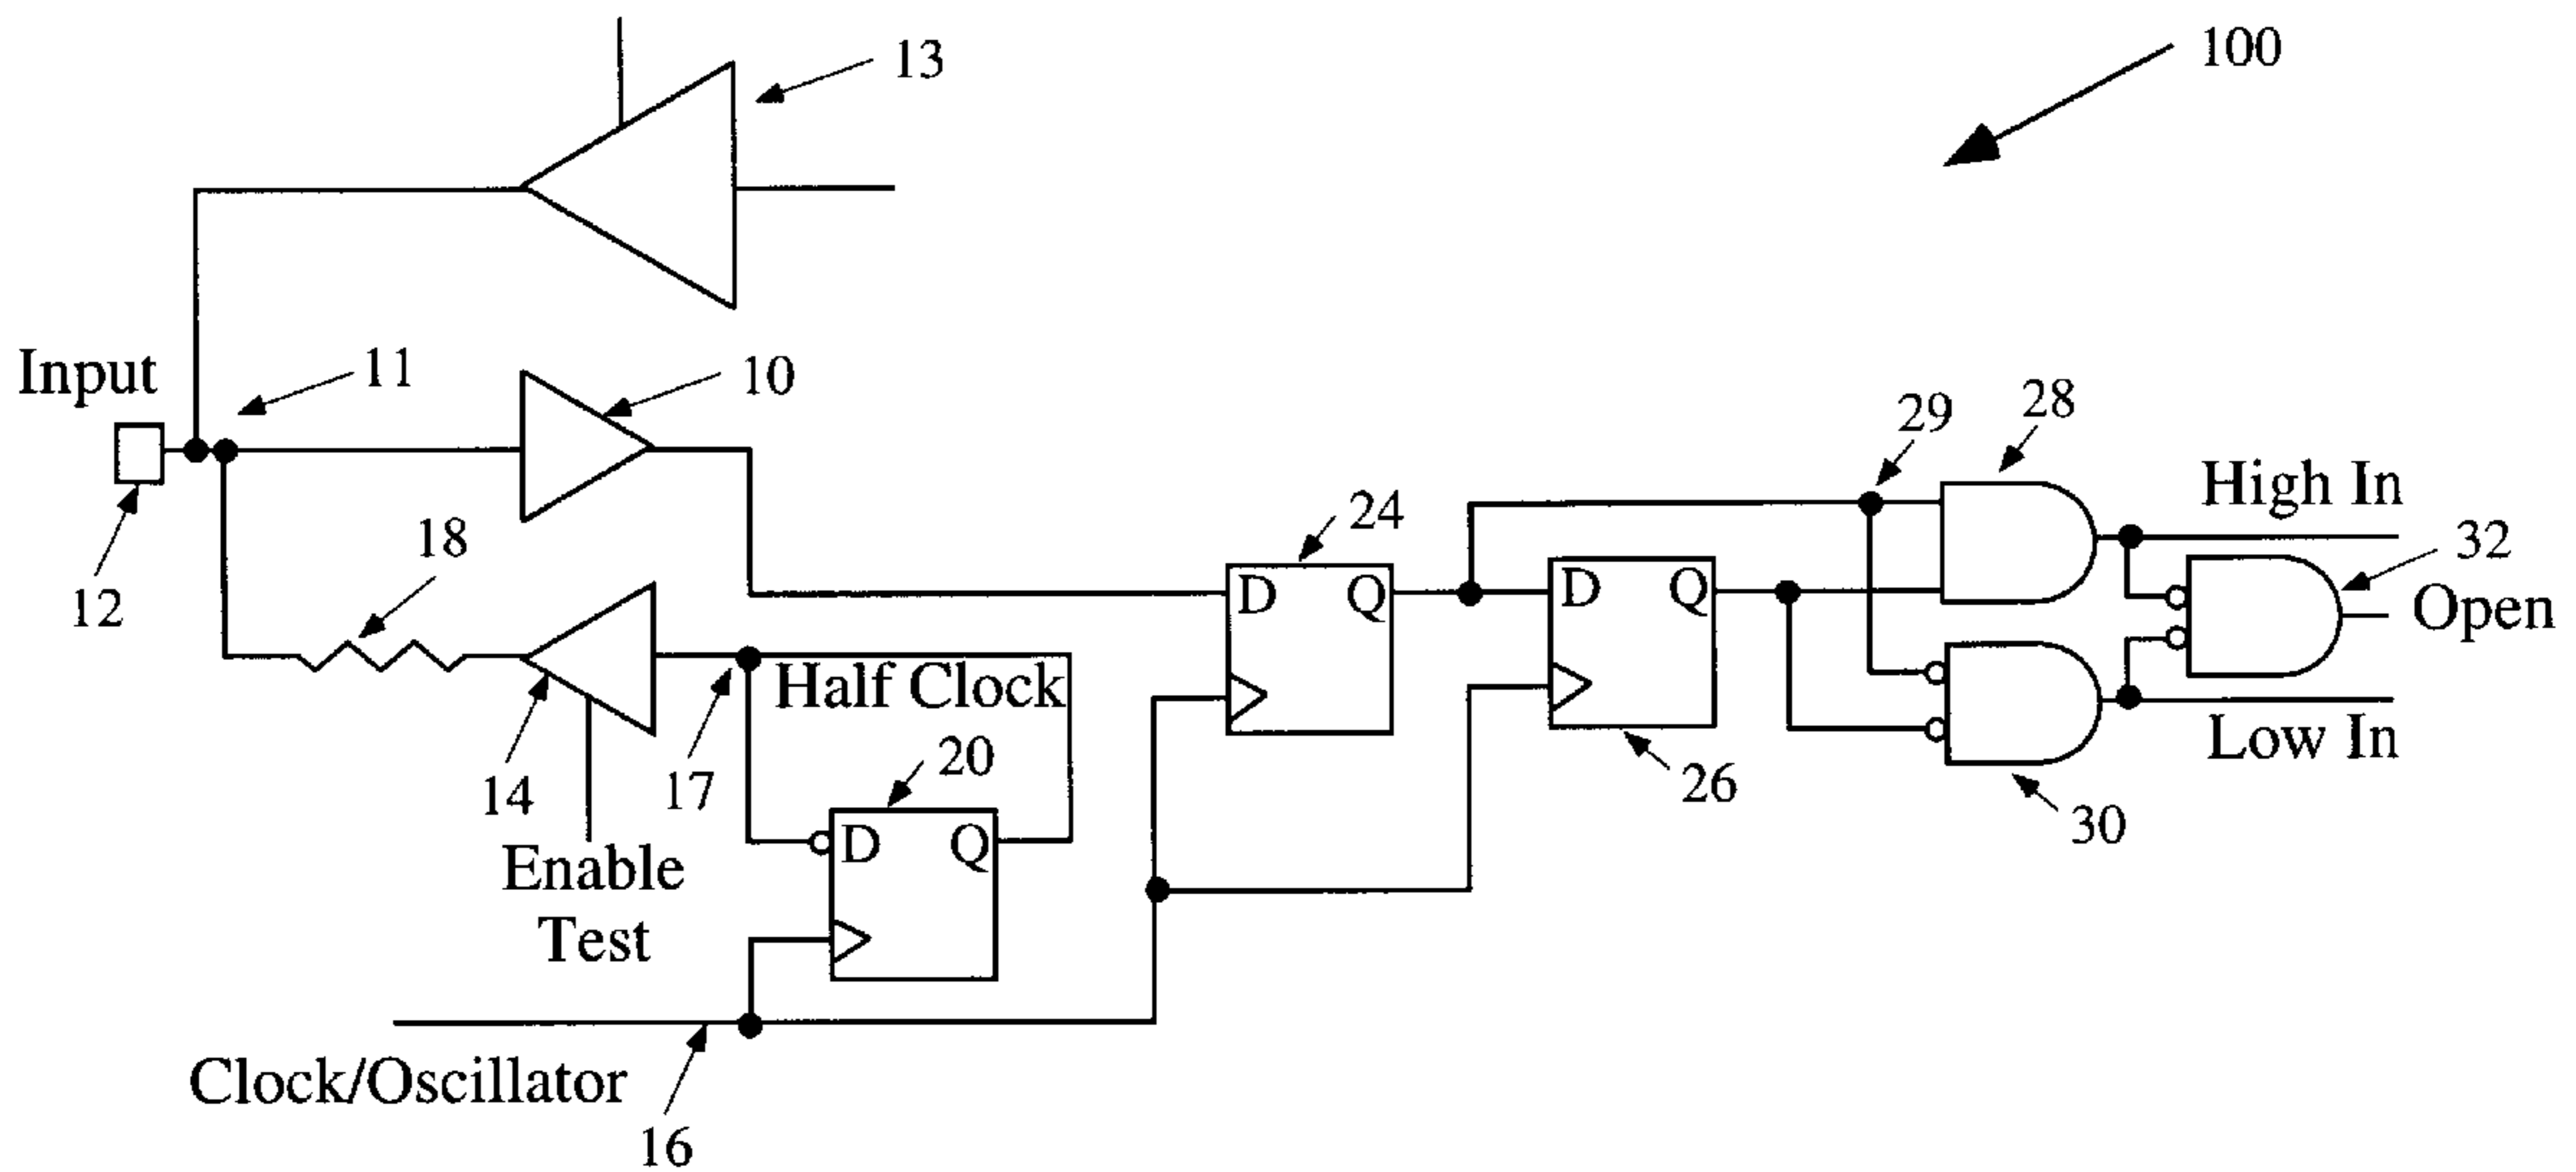 100
13
Input
11
10
29
28
High In
18
24
32
Open
12
D Q
D Q
Half Clock
14
17
20
26
Low In
30
Enable
Test
D Q
Clock/Oscillator
16